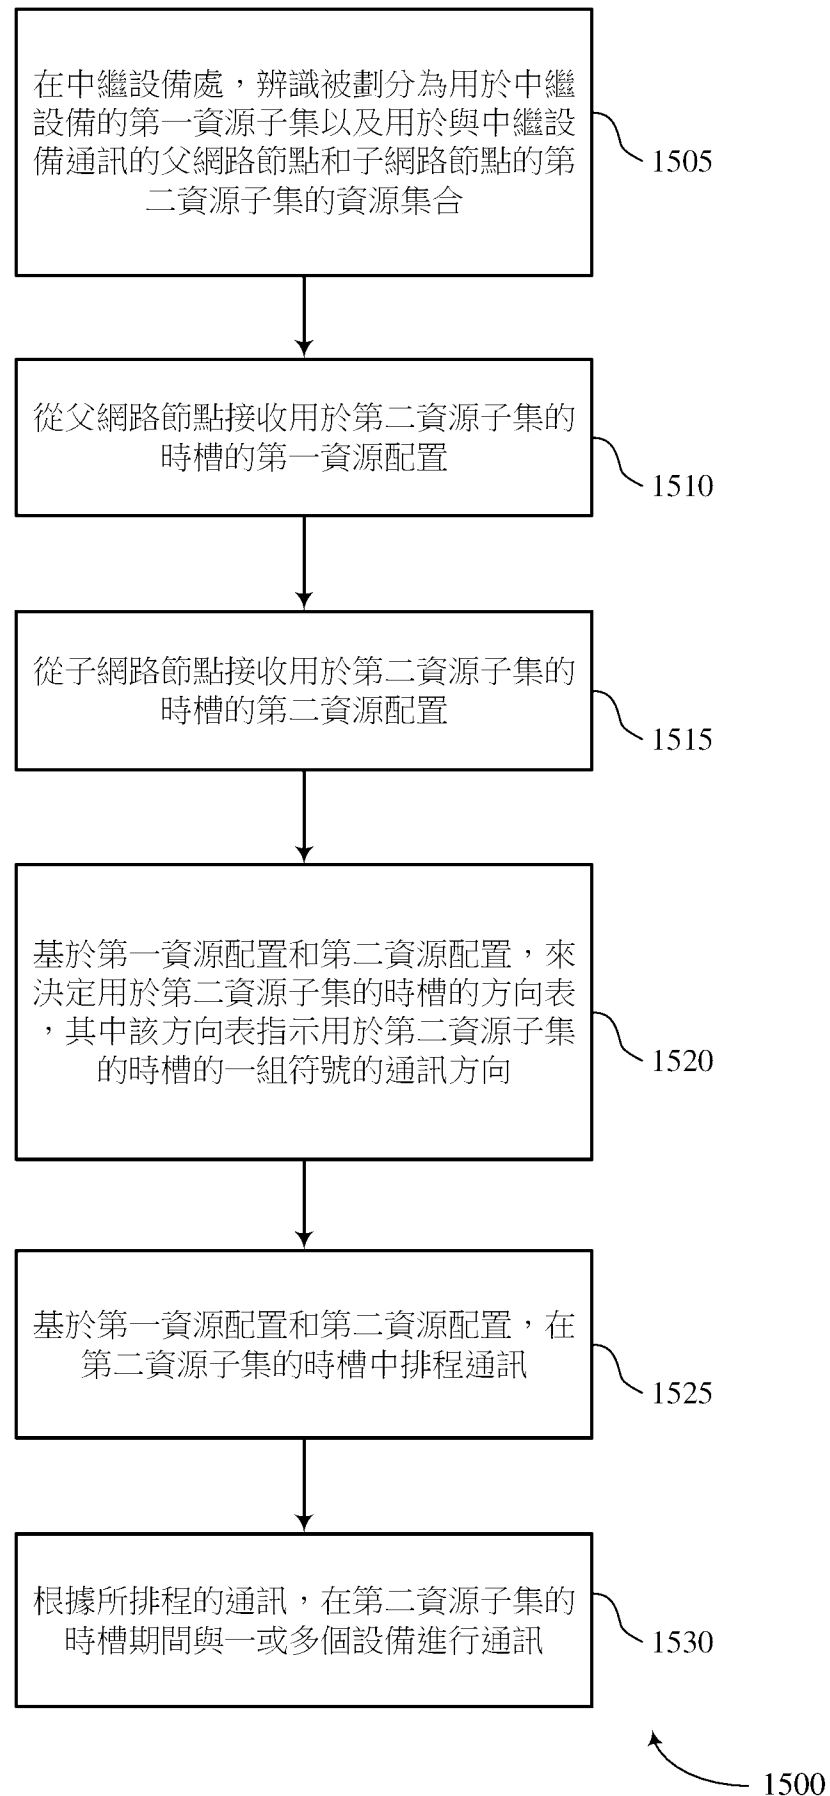 在中繼設備處，辨識被劃分為用於中繼
設備的第一資源子集以及用於與中繼設
備通訊的父網路節點和子網路節點的第
二資源子集的資源集合
1505
從父網路節點接收用於第二資源子集的
時槽的第一資源配置
1510
從子網路節點接收用於第二資源子集的
時槽的第二資源配置
1515
基於第一資源配置和第二資源配置，來
決定用於第二資源子集的時槽的方向表
，其中該方向表指示用於第二資源子集
的時槽的一組符號的通訊方向
1520
基於第一資源配置和第二資源配置，在
第二資源子集的時槽中排程通訊
1525
根據所排程的通訊，在第二資源子集的
時槽期間與一或多個設備進行通訊
1530
1500